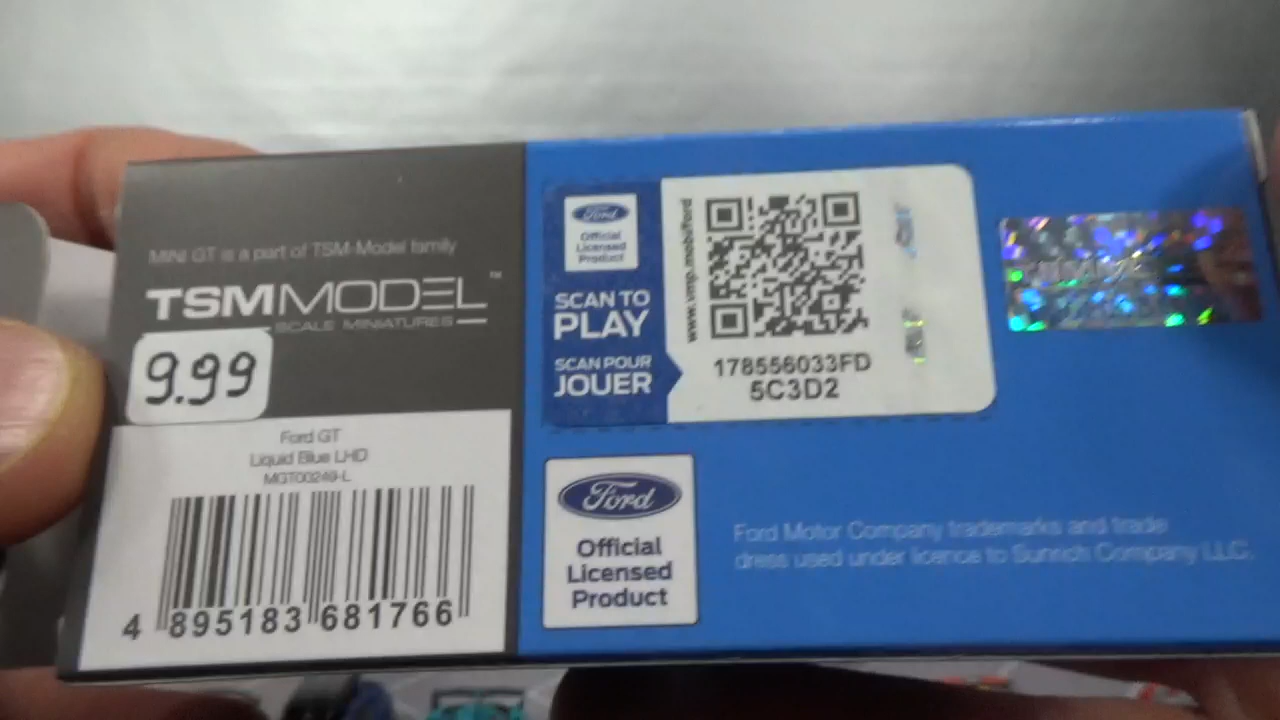 MINI GT is a part of TSM-Model family
TSMMODEL™
SCALE MINIATURES
9.99
Ford GT
Liquid Blue LHD
MGT00249-L
4 895183 681766
Ford
Official
Licensed
Product
SCAN TO
PLAY
SCAN POUR
JOUER
www.vmp.mobi/ford
178556033FD
5C3D2
Ford
Official
Licensed
Product
Ford Motor Company trademarks and trade
dress used under licence to Sunrich Company LLC.